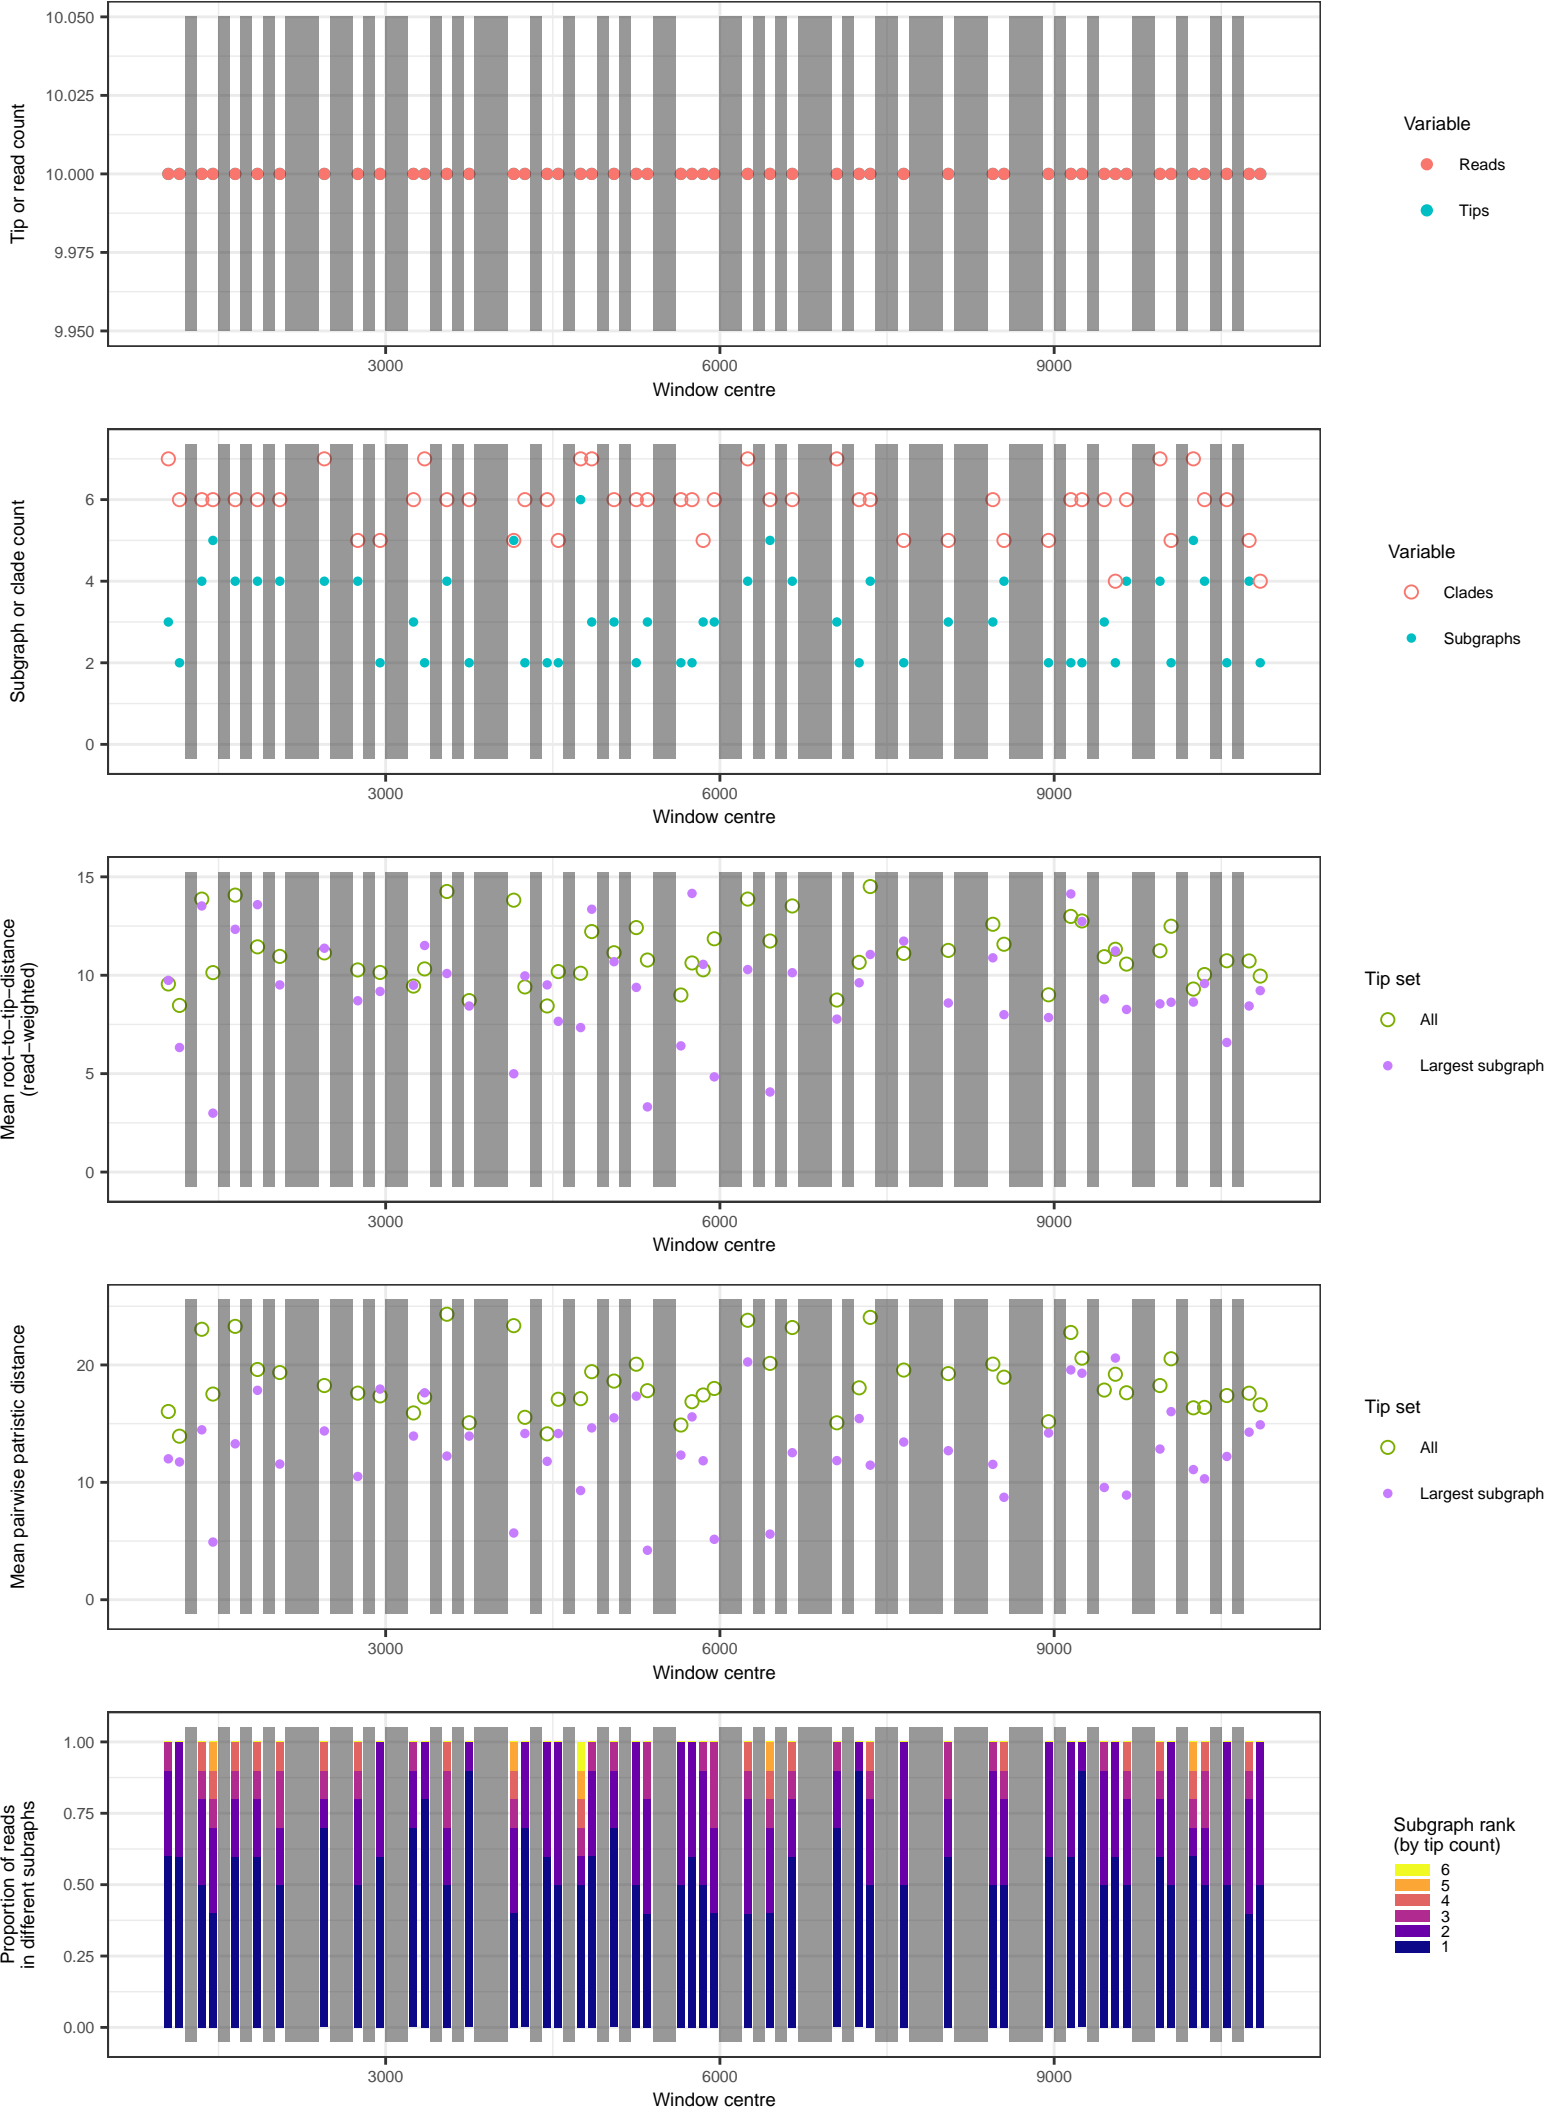 10.050
10.025
10.000
9.975
9.950
Tip or read count
3000 6000 9000
Window centre
Variable
Reads
Tips
6
4
2
0
Subgraph or clade count
3000 6000 9000
Window centre
Variable
Clades
Subgraphs
15
10
5
0
Mean root−to−tip−distance
(read−weighted)
3000 6000 9000
Window centre
Tip set
All
Largest subgraph
20
10
0
Mean pairwise patristic distance
3000 6000 9000
Window centre
Tip set
All
Largest subgraph
1.00
0.75
0.50
0.25
0.00
Proportion of reads
in different subraphs
3000 6000 9000
Window centre
Subgraph rank
(by tip count)
6
5
4
3
2
1